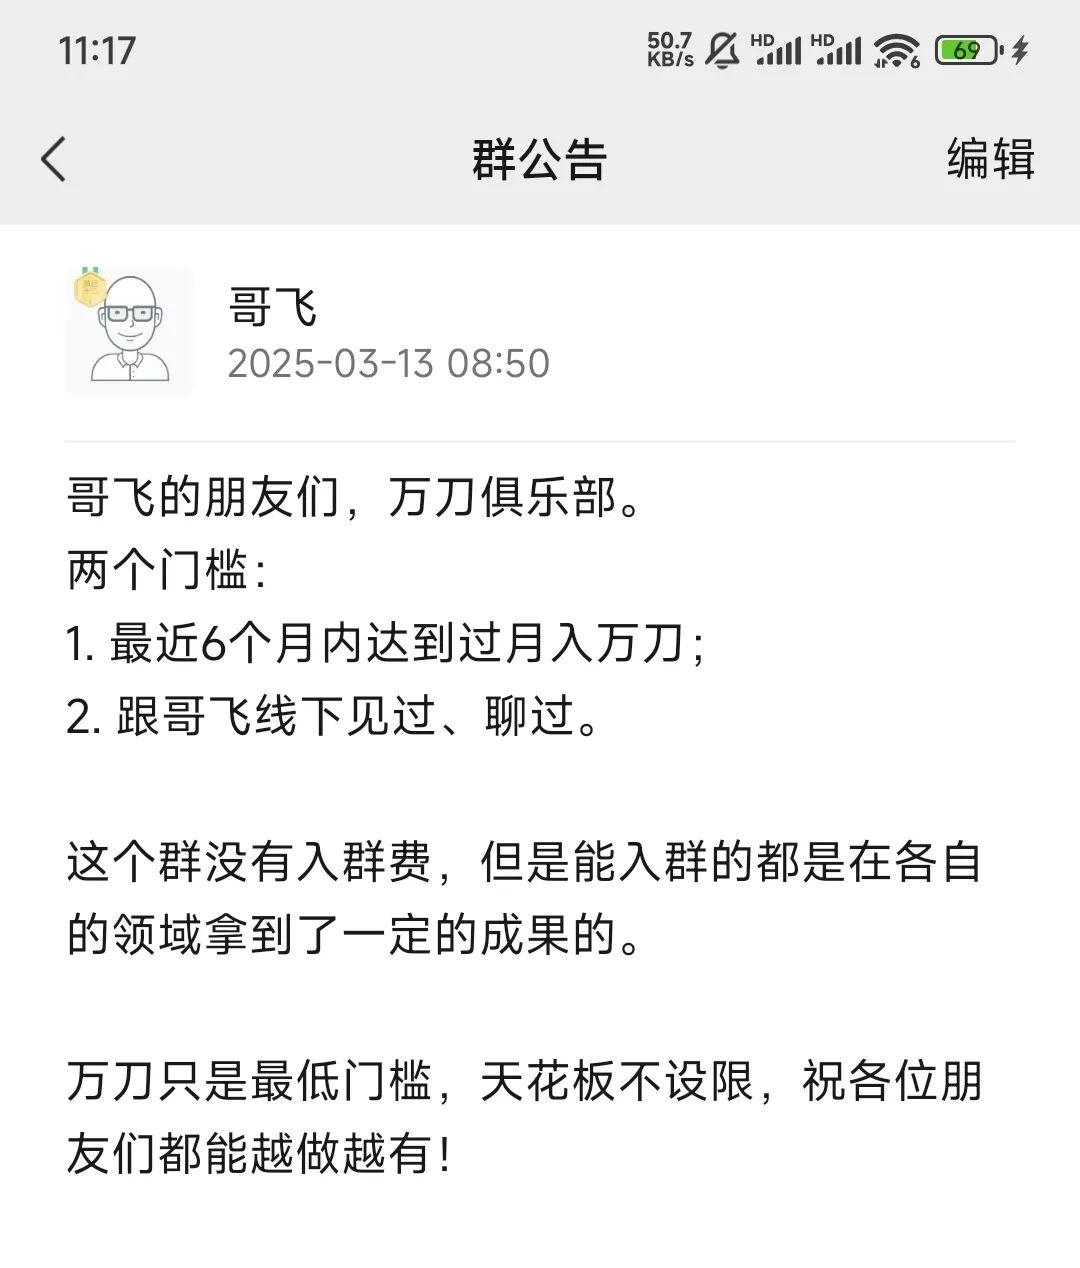 11:17
50.7
KB/s
HD
HD
6
69
群公告
编辑
哥飞
2025-03-13 08:50
哥飞的朋友们，万刀俱乐部。
两个门槛：
1. 最近6个月内达到过月入万刀；
2. 跟哥飞线下见过、聊过。
这个群没有入群费，但是能入群的都是在各自
的领域拿到了一定的成果的。
万刀只是最低门槛，天花板不设限，祝各位朋
友们都能越做越有！